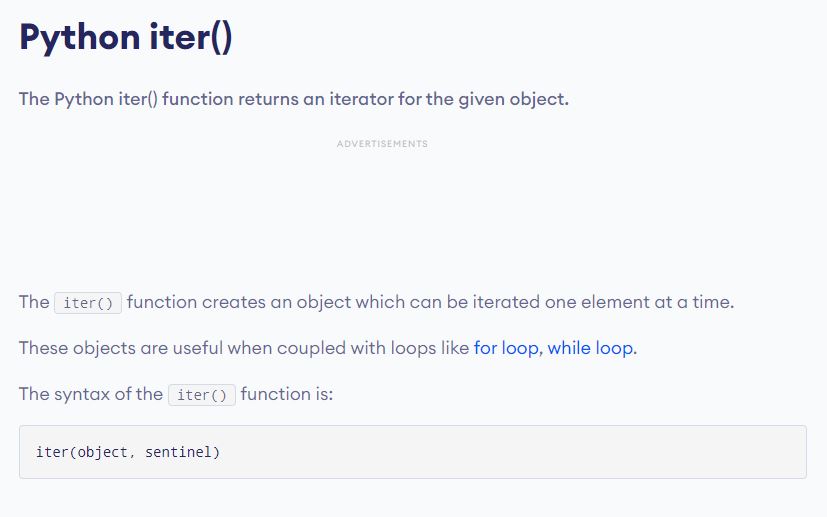 Python iter()
The Python iter() function returns an iterator for the given object.
ADVERTISEMENTS
The iter() function creates an object which can be iterated one element at a time.
These objects are useful when coupled with loops like for loop, while loop.
The syntax of the iter() function is:
iter(object, sentinel)